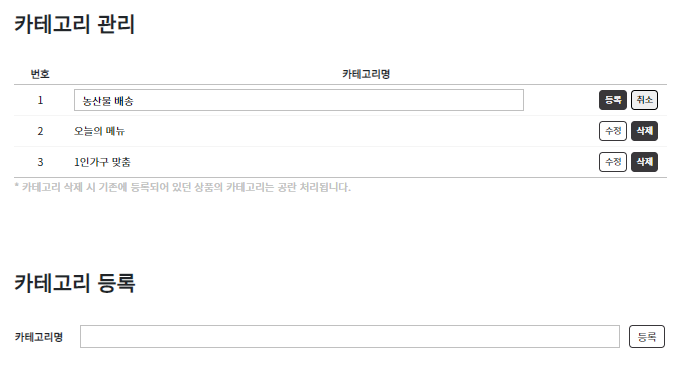 카테고리 관리
번호 카테고리명
1 농산물 배송 등록 취소
2 오늘의 메뉴 수정 삭제
3 1인가구 맞춤 수정 삭제
* 카테고리 삭제 시 기존에 등록되어 있던 상품의 카테고리는 공란 처리됩니다.
카테고리 등록
카테고리명 등록